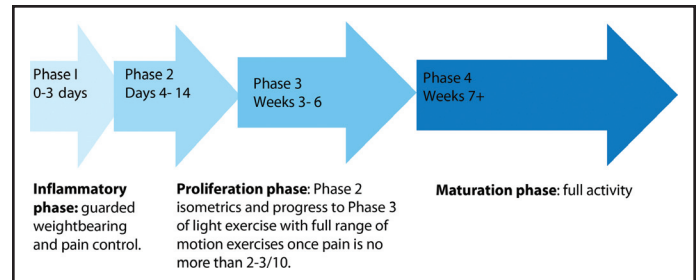 Phase I
0-3 days
Phase 2
Days 4- 14
Phase 3
Weeks 3- 6
Phase 4
Weeks 7+
Inflammatory
phase: guarded
weightbearing
and pain control.
Proliferation phase: Phase 2
isometrics and progress to Phase 3
of light exercise with full range of
motion exercises once pain is no
more than 2-3/10.
Maturation phase: full activity